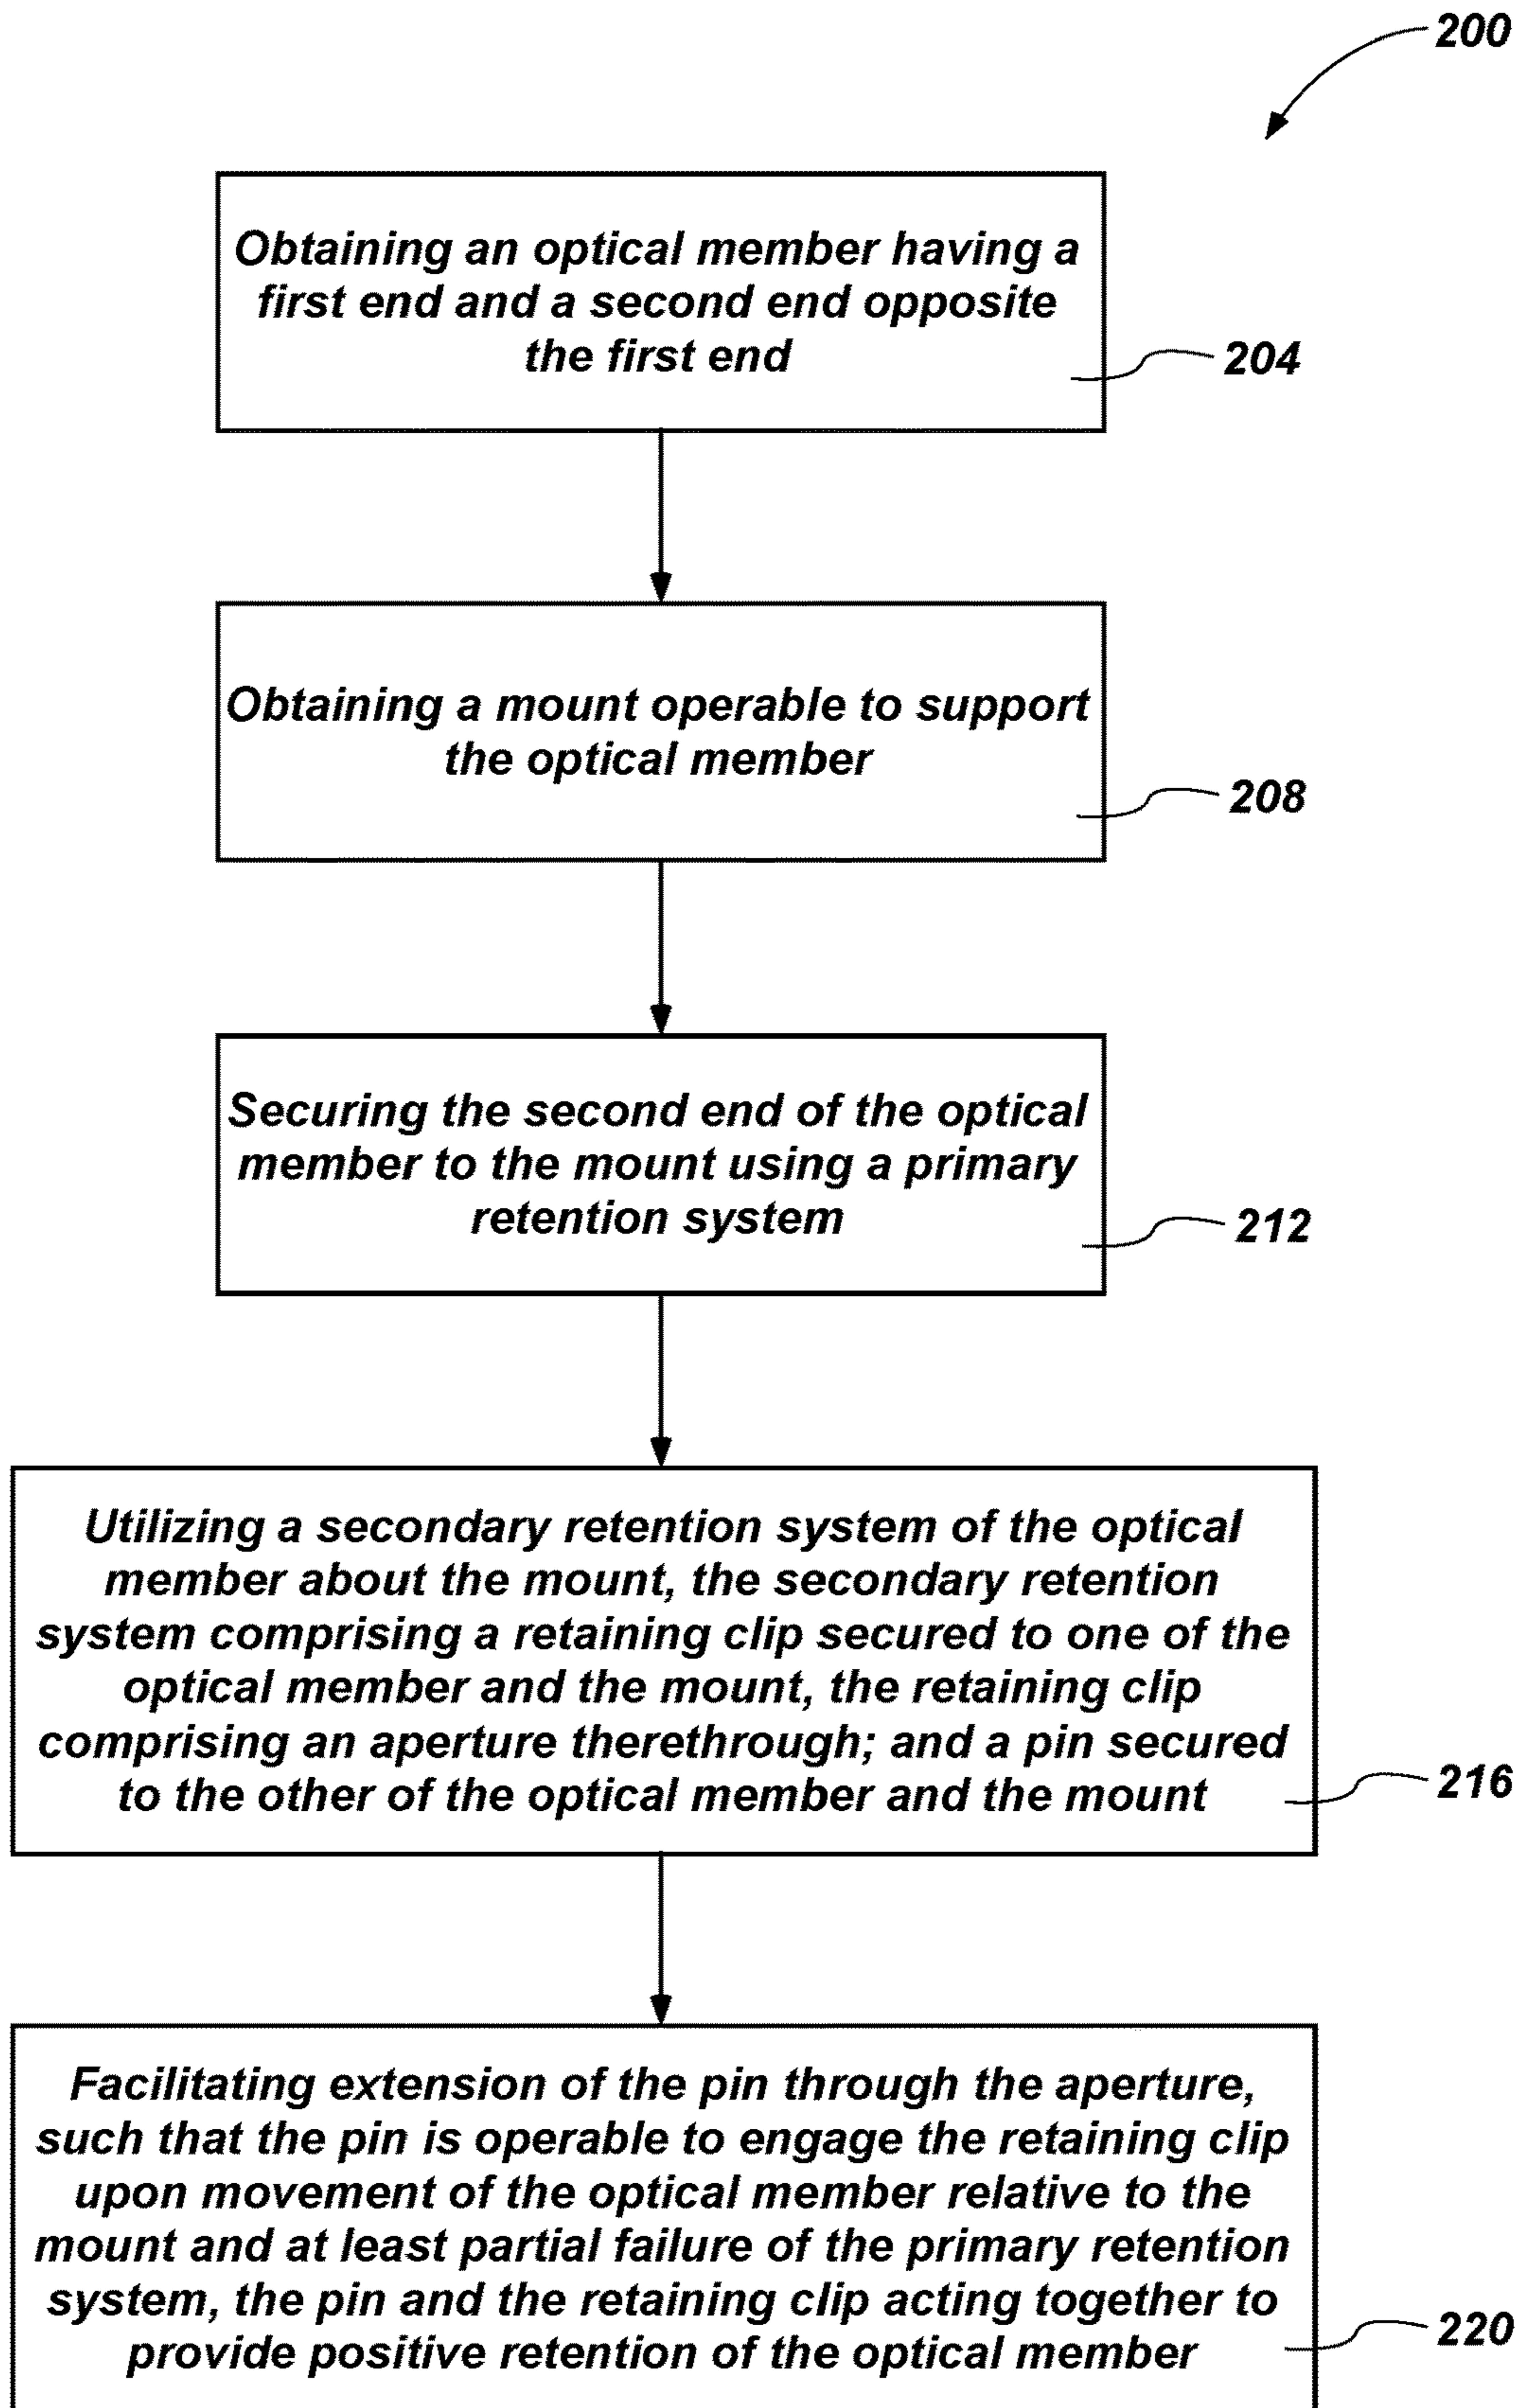 200
Obtaining an optical member having a
first end and a second end opposite
the first end
204
Obtaining a mount operable to support
the optical member
208
Securing the second end of the optical
member to the mount using a primary
retention system
212
Utilizing a secondary retention system of the optical
member about the mount, the secondary retention
system comprising a retaining clip secured to one of the
optical member and the mount, the retaining clip
comprising an aperture therethrough; and a pin secured
to the other of the optical member and the mount
216
Facilitating extension of the pin through the aperture,
such that the pin is operable to engage the retaining clip
upon movement of the optical member relative to the
mount and at least partial failure of the primary retention
system, the pin and the retaining clip acting together to
provide positive retention of the optical member
220